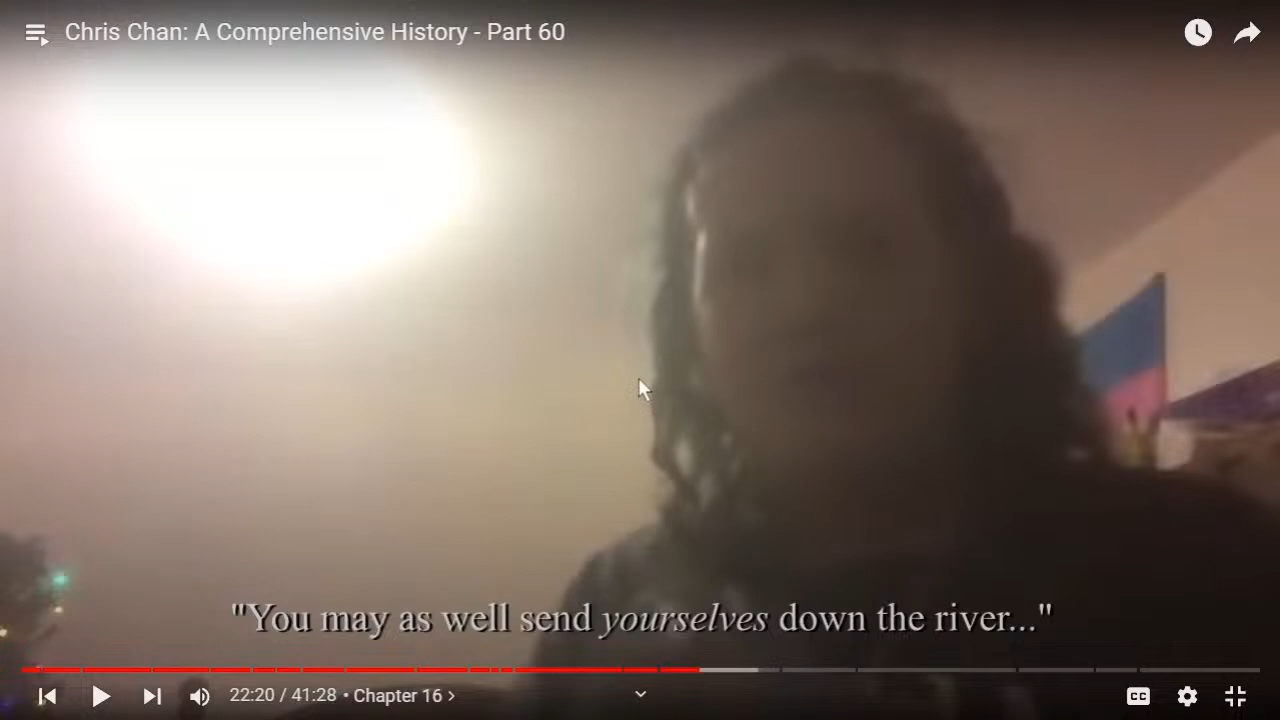 Chris Chan: A Comprehensive History - Part 60
"You may as well send yourselves down the river..."
22:20 / 41:28 • Chapter 16 ›
CC